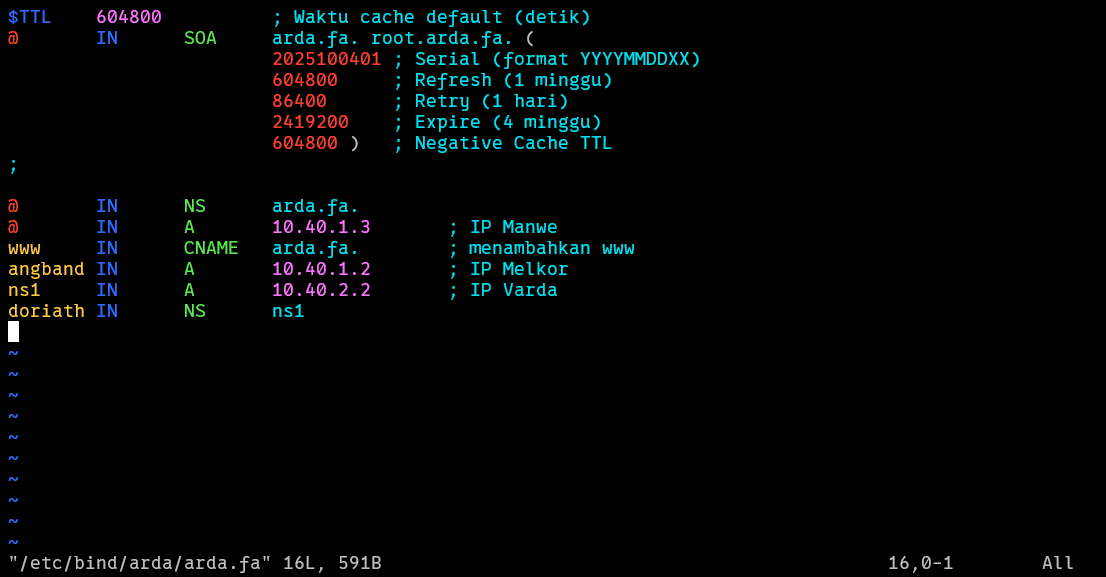 $TTL    604800          ; Waktu cache default (detik)
@       IN      SOA     arda.fa. root.arda.fa. (
                        2025100401 ; Serial (format YYYYMMDDXX)
                        604800     ; Refresh (1 minggu)
                        86400      ; Retry (1 hari)
                        2419200    ; Expire (4 minggu)
                        604800 )   ; Negative Cache TTL
;
@       IN      NS      arda.fa.
@       IN      A       10.40.1.3       ; IP Manwe
www     IN      CNAME   arda.fa.        ; menambahkan www
angband IN      A       10.40.1.2       ; IP Melkor
ns1     IN      A       10.40.2.2       ; IP Varda
doriath IN      NS      ns1
~
~
~
~
~
~
~
~
~
~
"/etc/bind/arda/arda.fa" 16L, 591B                                              16,0-1        All